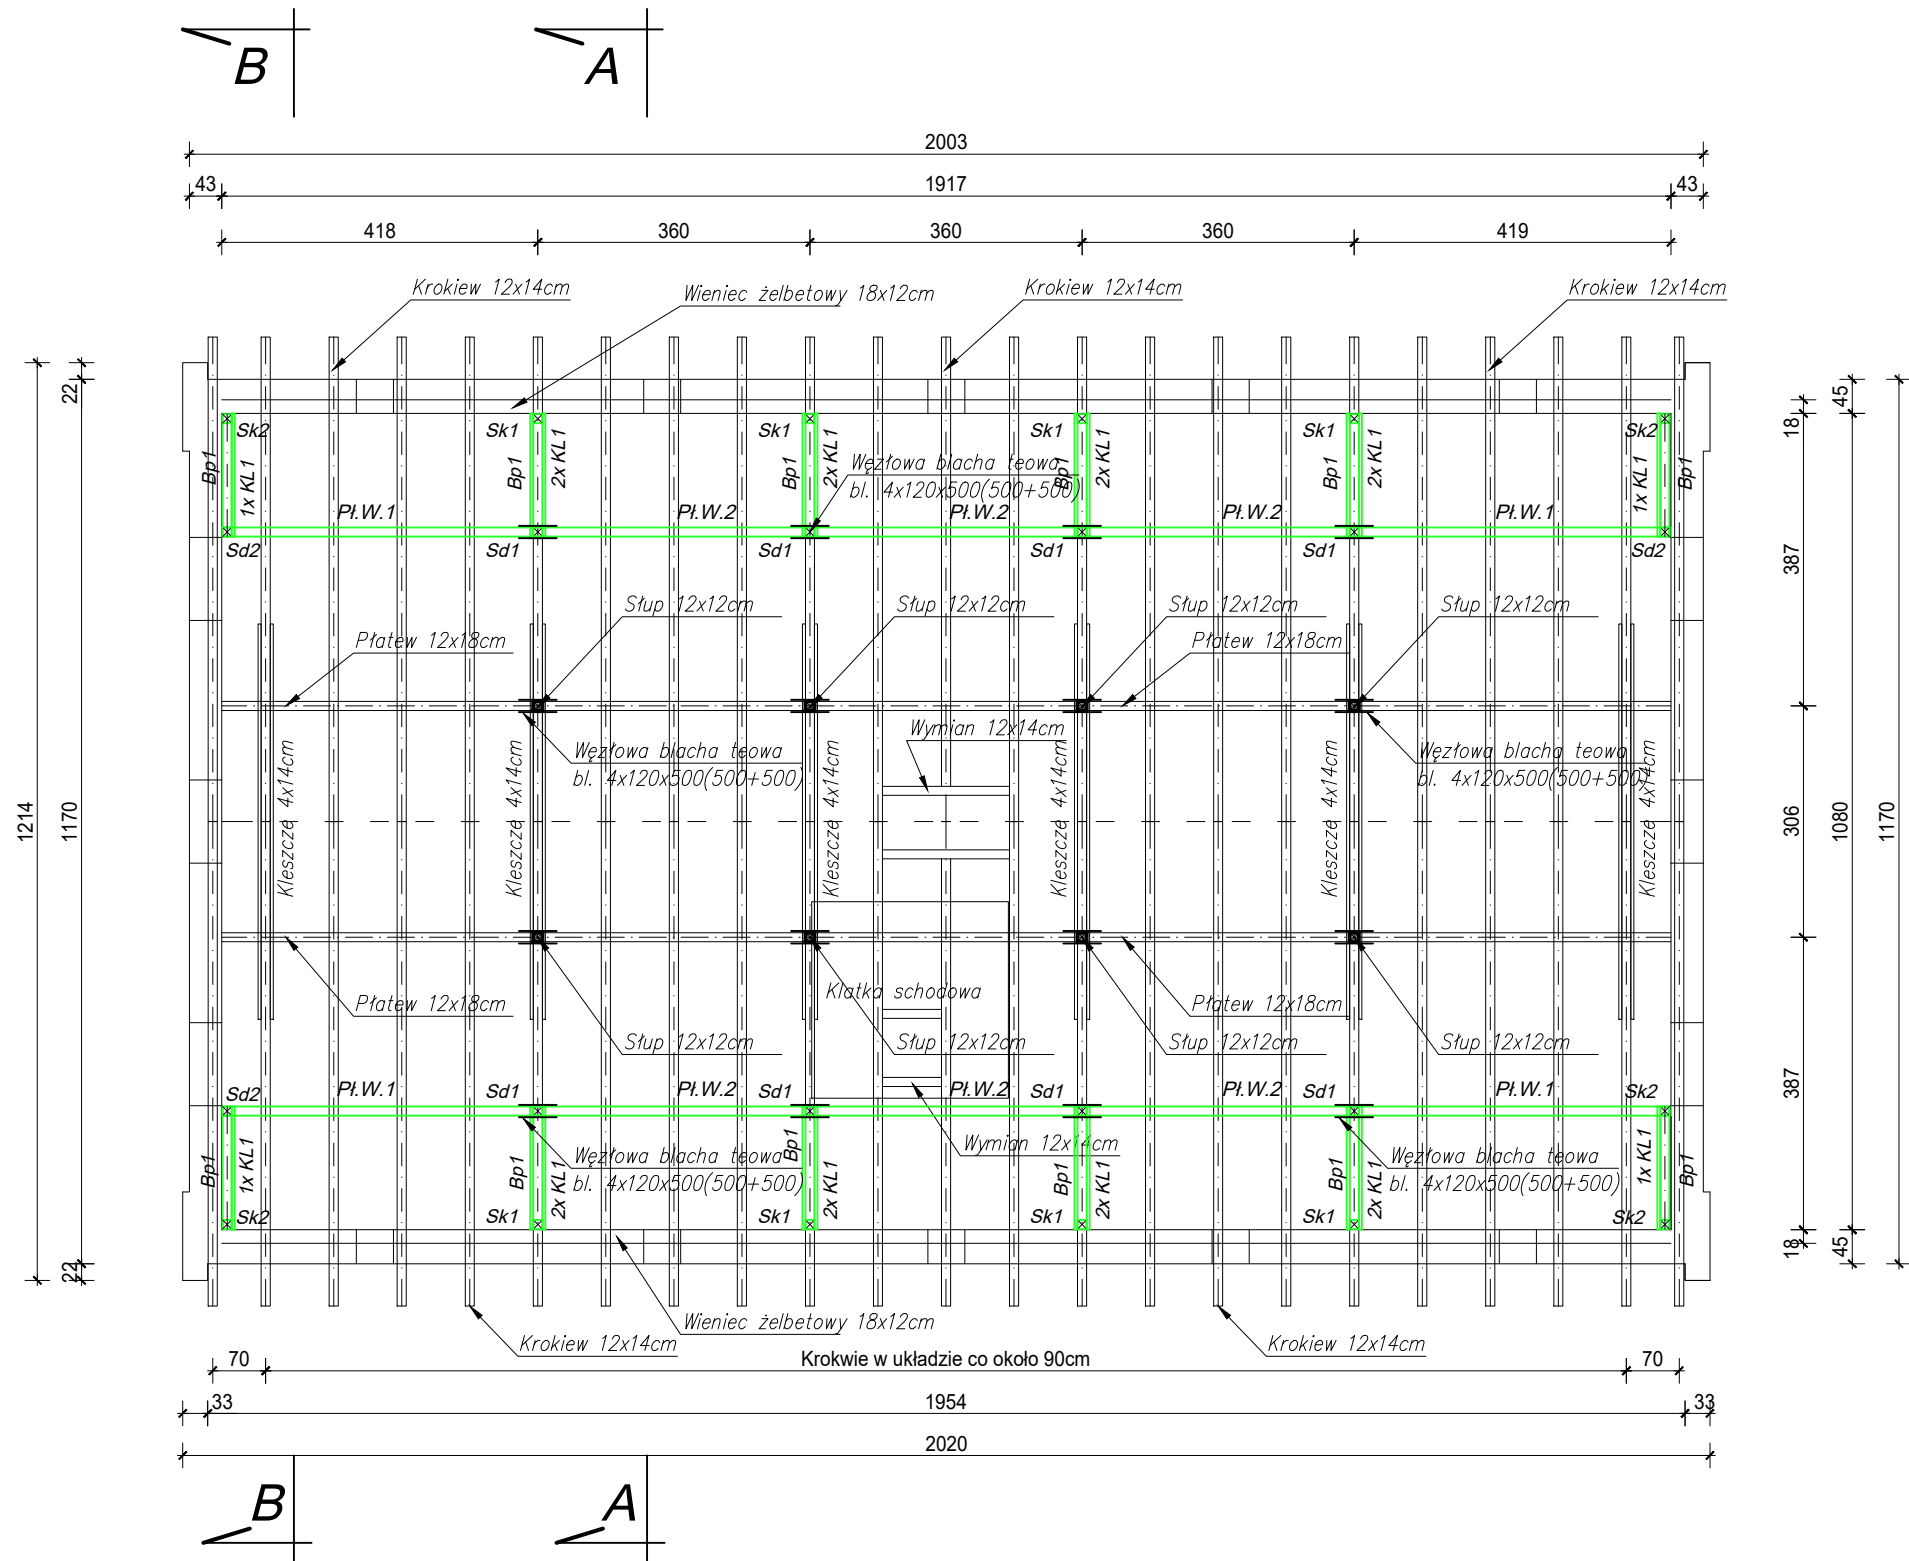 B
A
2003
43
1917
43
418
360
360
360
419
Krokiew 12x14cm
Wieniec żelbetowy 18x12cm
Krokiew 12x14cm
Krokiew 12x14cm
22
45
18
Sk2
Sk1
Sk1
Sk1
Sk1
Sk2
Bp1
1x KL1
Bp1
2x KL1
Bp1
2x KL1
Bp1
2x KL1
Bp1
2x KL1
1x KL1
Bp1
Węzłowa blacha teowa
bl. 4x120x500(500+500)
Pł.W.1
Pł.W.2
Pł.W.2
Pł.W.2
Pł.W.1
Sd2
Sd1
Sd1
Sd1
Sd1
Sd2
387
Słup 12x12cm
Słup 12x12cm
Słup 12x12cm
Słup 12x12cm
Płatew 12x18cm
Płatew 12x18cm
Wymian 12x14cm
Węzłowa blacha teowa
bl. 4x120x500(500+500)
Węzłowa blacha teowa
bl. 4x120x500(500+500)
Kleszcze 4x14cm
Kleszcze 4x14cm
Kleszcze 4x14cm
Kleszcze 4x14cm
Kleszcze 4x14cm
Kleszcze 4x14cm
1214
1170
306
1080
1170
Klatka schodowa
Płatew 12x18cm
Płatew 12x18cm
Słup 12x12cm
Słup 12x12cm
Słup 12x12cm
Słup 12x12cm
387
Sd2
Pł.W.1
Sd1
Pł.W.2
Sd1
Pł.W.2
Sd1
Pł.W.2
Sd1
Pł.W.1
Sk2
Wymian 12x14cm
Węzłowa blacha teowa
bl. 4x120x500(500+500)
Węzłowa blacha teowa
bl. 4x120x500(500+500)
Bp1
1x KL1
Bp1
2x KL1
Bp1
2x KL1
Bp1
2x KL1
Bp1
2x KL1
1x KL1
Bp1
Sk2
Sk1
Sk1
Sk1
Sk1
Sk2
22
18
45
Wieniec żelbetowy 18x12cm
Krokiew 12x14cm
Krokiew 12x14cm
70
Krokwie w układzie co około 90cm
70
33
1954
33
2020
B
A